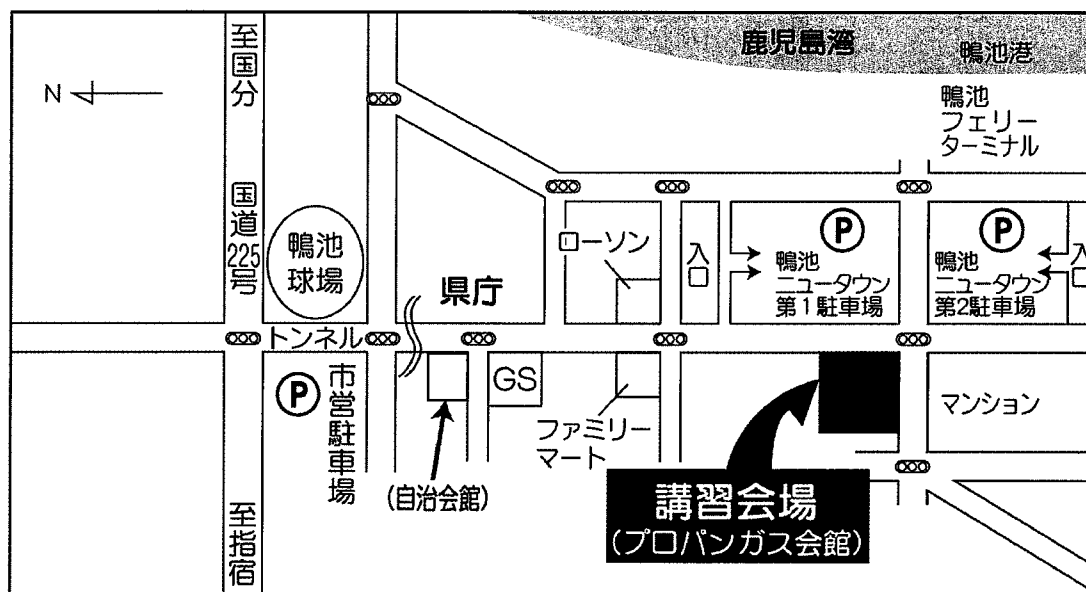 鹿児島湾
鴨池港
鴨池
フェリー
ターミナル
N
至国分
国道225号
至指宿
鴨池
球場
県庁
ローソン
入口
P
鴨池
ニュータウン
第1駐車場
P
鴨池
ニュータウン
第2駐車場
入口
トンネル
P
市営駐車場
(自治会館)
GS
ファミリー
マート
マンション
講習会場
(プロパンガス会館)